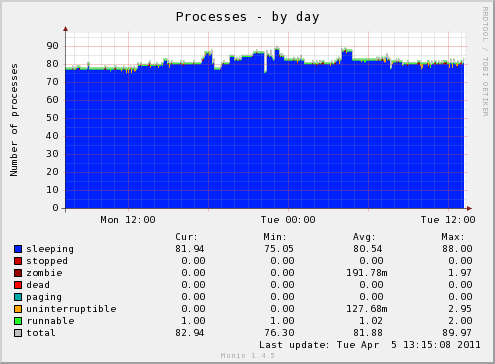 Processes - by day
RRDTOOL / TOBI OETIKER
Number of processes
90
80
70
60
50
40
30
20
10
0
Mon 12:00 Tue 00:00 Tue 12:00
Cur: Min: Avg: Max:
sleeping 81.94 75.05 80.54 88.00
stopped 0.00 0.00 0.00 0.00
zombie 0.00 0.00 191.78m 1.97
dead 0.00 0.00 0.00 0.00
paging 0.00 0.00 0.00 0.00
uninterruptible 0.00 0.00 127.68m 2.95
runnable 1.00 1.00 1.02 2.00
total 82.94 76.30 81.88 89.97
Last update: Tue Apr 5 13:15:08 2011
Munin 1.4.5